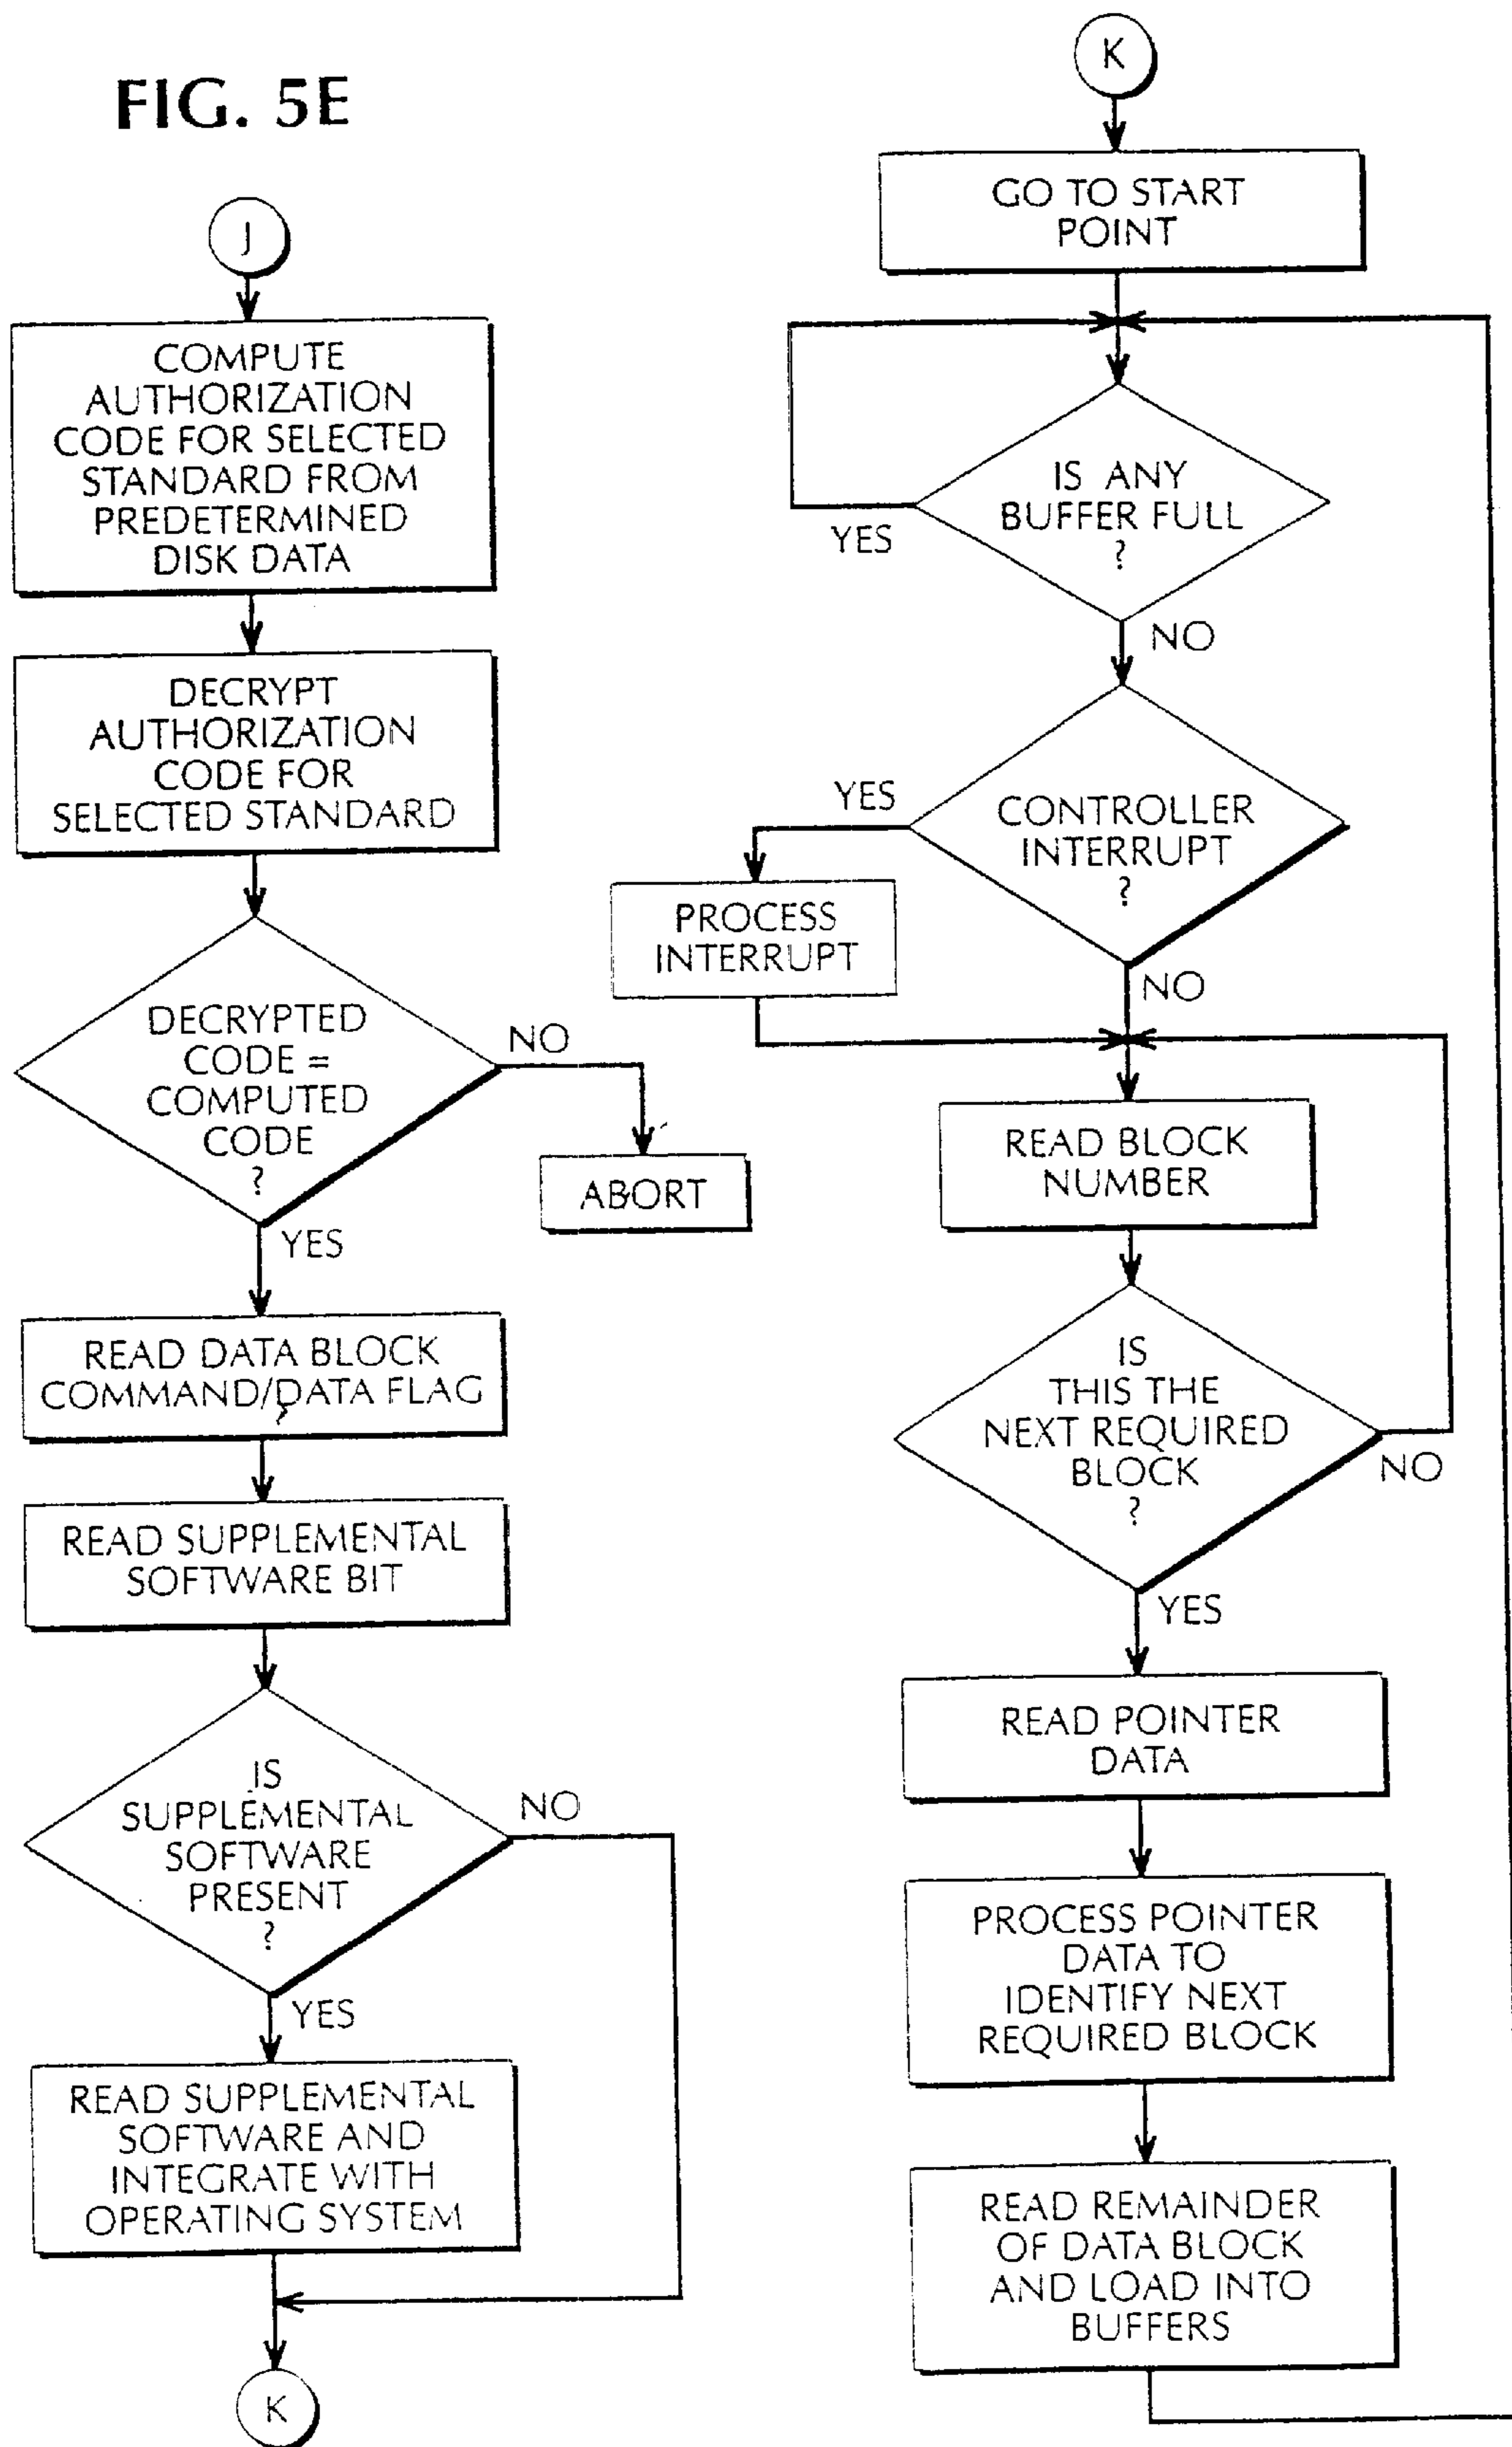 FIG. 5E
J
COMPUTE
AUTHORIZATION
CODE FOR SELECTED
STANDARD FROM
PREDETERMINED
DISK DATA
DECRYPT
AUTHORIZATION
CODE FOR
SELECTED STANDARD
DECRYPTED
CODE =
COMPUTED
CODE
?
NO
ABORT
YES
READ DATA BLOCK
COMMAND/DATA FLAG
READ SUPPLEMENTAL
SOFTWARE BIT
IS
SUPPLEMENTAL
SOFTWARE
PRESENT
?
NO
YES
READ SUPPLEMENTAL
SOFTWARE AND
INTEGRATE WITH
OPERATING SYSTEM
K
K
GO TO START
POINT
IS ANY
BUFFER FULL
?
YES
NO
CONTROLLER
INTERRUPT
?
YES
PROCESS
INTERRUPT
NO
READ BLOCK
NUMBER
IS
THIS THE
NEXT REQUIRED
BLOCK
?
NO
YES
READ POINTER
DATA
PROCESS POINTER
DATA TO
IDENTIFY NEXT
REQUIRED BLOCK
READ REMAINDER
OF DATA BLOCK
AND LOAD INTO
BUFFERS